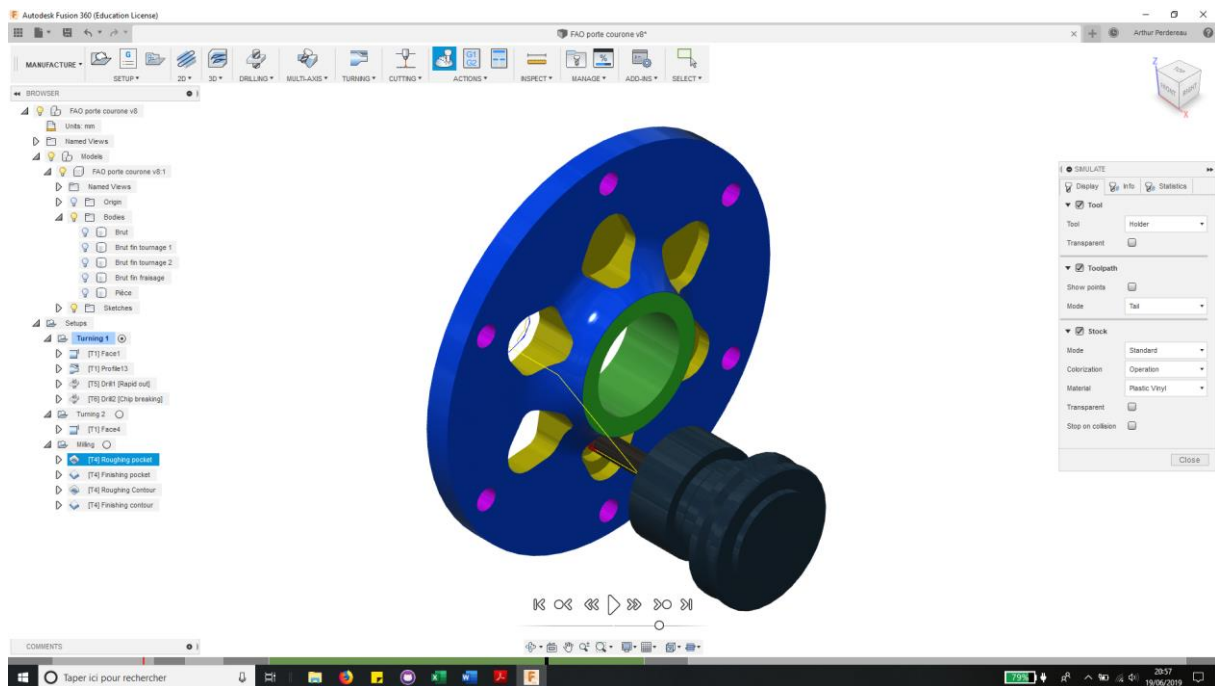 Autodesk Fusion 360 (Education License)
FAO porte courone v8*
Arthur Perdereau
MANUFACTURE
SETUP
2D
3D
DRILLING
MULTI-AXIS
TURNING
CUTTING
ACTIONS
INSPECT
MANAGE
ADD-INS
SELECT
G
G1
G2
BROWSER
FAO porte courone v8
Units: mm
Named Views
Models
FAO porte courone v8:1
Named Views
Origin
Bodies
Brut
Brut fin tournage 1
Brut fin tournage 2
Brut fin fraisage
Pièce
Sketches
Setups
Turning 1
[T1] Face1
[T1] Profile13
[T5] Drill1 [Rapid out]
[T6] Drill2 [Chip breaking]
Turning 2
[T1] Face4
Milling
[T4] Roughing pocket
[T4] Finishing pocket
[T4] Roughing Contour
[T4] Finishing contour
Z
TOP
FRONT
RIGHT
X
SIMULATE
Display Info Statistics
Tool
Tool Holder
Transparent
Toolpath
Show points
Mode Tail
Stock
Mode Standard
Colorization Operation
Material Plastic Vinyl
Transparent
Stop on collision
Close
COMMENTS
Taper ici pour rechercher
79%
20:57
19/06/2019